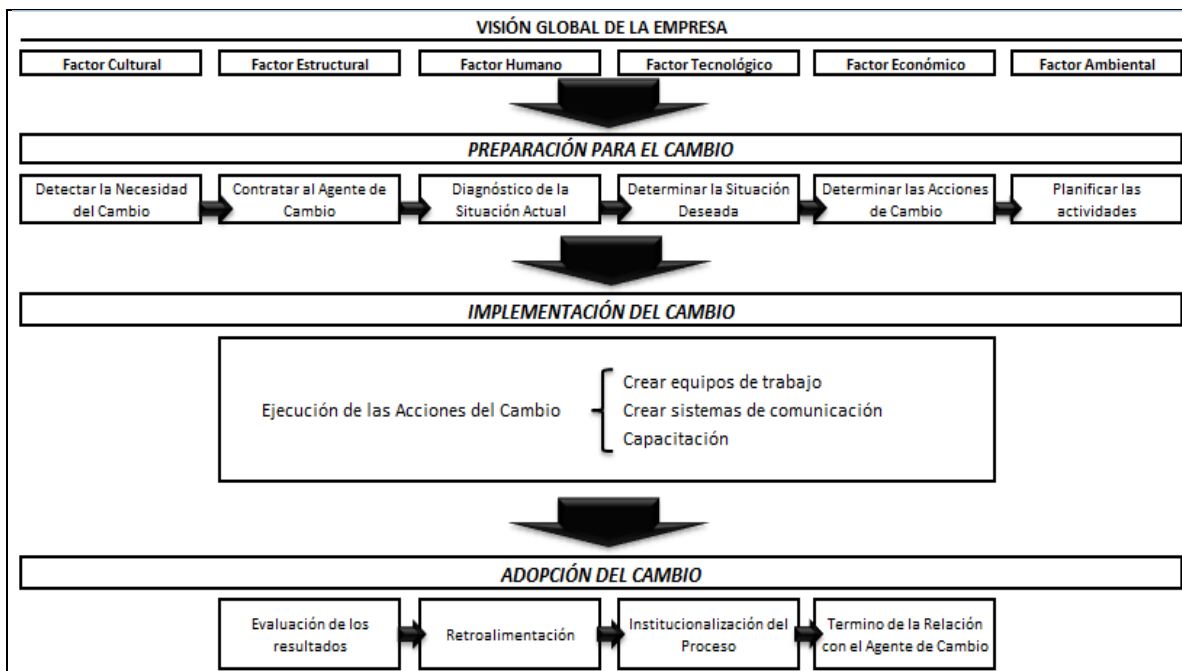 VISIÓN GLOBAL DE LA EMPRESA
Factor Cultural
Factor Estructural
Factor Humano
Factor Tecnológico
Factor Económico
Factor Ambiental
PREPARACIÓN PARA EL CAMBIO
Detectar la Necesidad
del Cambio
Contratar al Agente de
Cambio
Diagnóstico de la
Situación Actual
Determinar la Situación
Deseada
Determinar las Acciones
de Cambio
Planificar las
actividades
IMPLEMENTACIÓN DEL CAMBIO
Ejecución de las Acciones del Cambio
Crear equipos de trabajo
Crear sistemas de comunicación
Capacitación
ADOPCIÓN DEL CAMBIO
Evaluación de los
resultados
Retroalimentación
Institucionalización del
Proceso
Termino de la Relación
con el Agente de Cambio